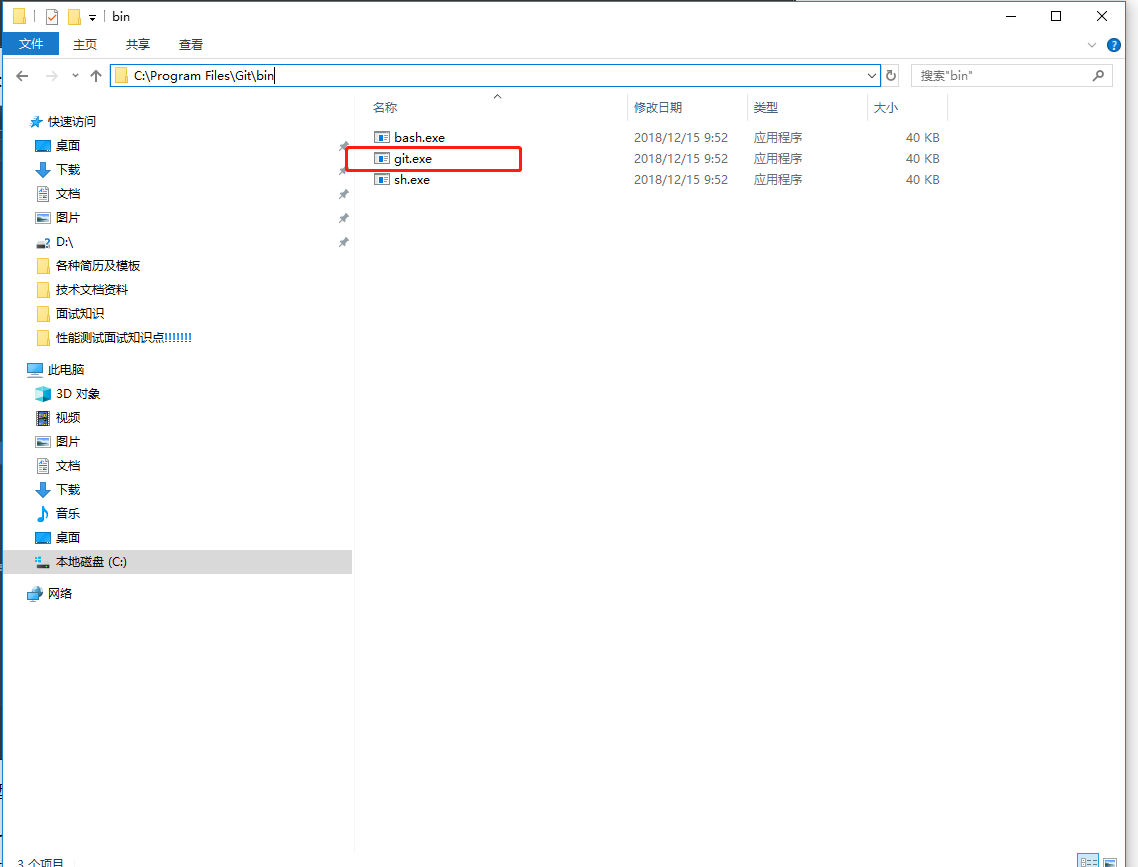 bin
文件 主页 共享 查看
C:\Program Files\Git\bin 搜索"bin"
名称 修改日期 类型 大小
bash.exe 2018/12/15 9:52 应用程序 40 KB
git.exe 2018/12/15 9:52 应用程序 40 KB
sh.exe 2018/12/15 9:52 应用程序 40 KB
快速访问
桌面
下载
文档
图片
D:\
各种简历及模板
技术文档资料
面试知识
性能测试面试知识点!!!!!!!
此电脑
3D 对象
视频
图片
文档
下载
音乐
桌面
本地磁盘 (C:)
网络
3 个项目